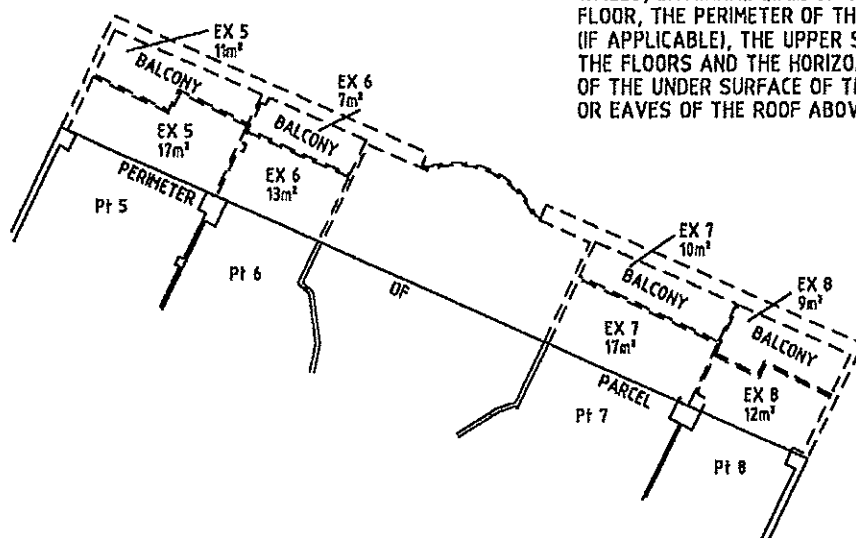 FLOOR, THE PERIMETER OF TH
(IF APPLICABLE), THE UPPER S
THE FLOORS AND THE HORIZO
OF THE UNDER SURFACE OF T
OR EAVES OF THE ROOF ABOV
EX 5
11m²
BALCONY
EX 5
17m²
EX 6
7m²
BALCONY
EX 6
13m²
PERIMETER
Pt 5
Pt 6
OF
EX 7
10m²
BALCONY
EX 7
17m²
EX 8
9m²
BALCONY
EX 8
12m²
PARCEL
Pt 7
Pt 8